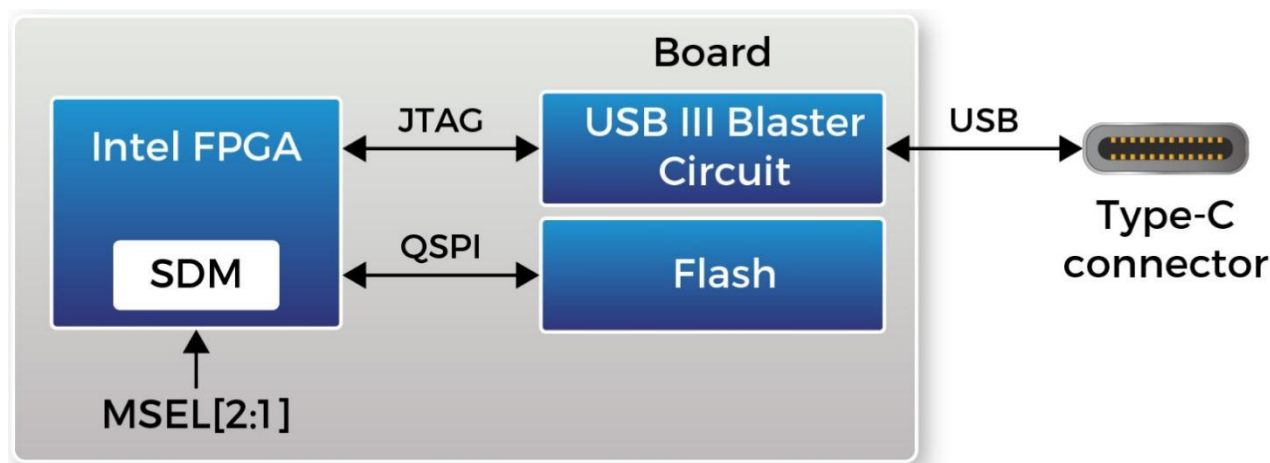 Board
Intel FPGA
SDM
MSEL[2:1]
JTAG
QSPI
USB III Blaster
Circuit
Flash
USB
Type-C
connector